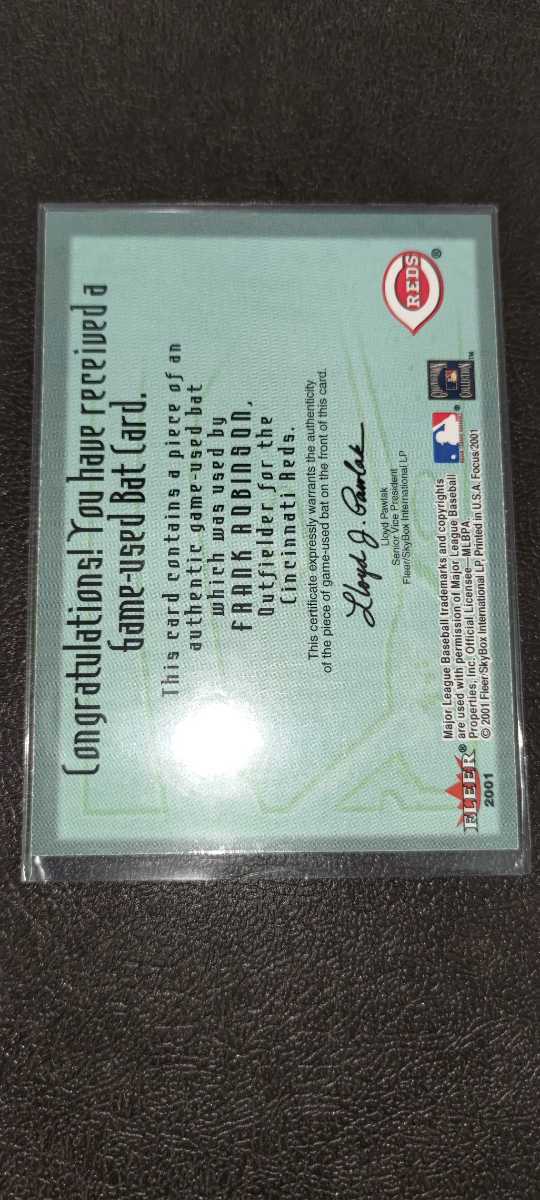 Congratulations! You have received a
Game-used Bat Card.
This card contains a piece of an
authentic game-used bat
which was used by
FRANK ROBINSON,
Outfielder for the
Cincinnati Reds.
This certificate expressly warrants the authenticity
of the piece of game-used bat on the front of this card.
Lloyd J. Pawlak
Lloyd Pawlak
Senior Vice President
Fleer/SkyBox International LP
REDS®
COOPERSTOWN
COLLECTION™
FLEER®
2001
Major League Baseball trademarks and copyrights
are used with permission of Major League Baseball
Properties, Inc. Official Licensee—MLBPA
© 2001 Fleer/SkyBox International LP, Printed in U.S.A. Focus 2001